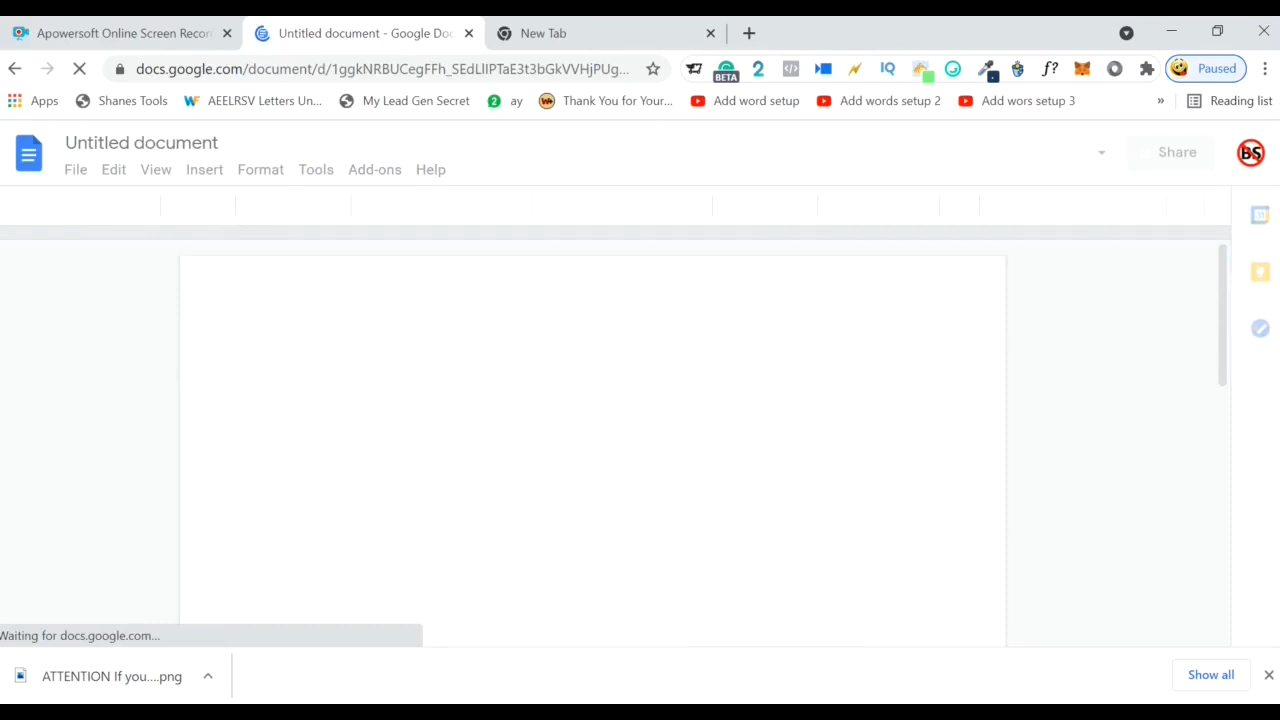 Apowersoft Online Screen Recor
Untitled document - Google Doc
New Tab
docs.google.com/document/d/1ggkNRBUCegFFh_SEdLlIPTaE3t3bGkVVHjPUg...
BETA
2
IQ
f?
Paused
Apps
Shanes Tools
WF AEELRSV Letters Un...
My Lead Gen Secret
2 ay
Thank You for Your...
Add word setup
Add words setup 2
Add wors setup 3
»
Reading list
Untitled document
File Edit View Insert Format Tools Add-ons Help
Share
BS
Waiting for docs.google.com...
ATTENTION If you....png
Show all